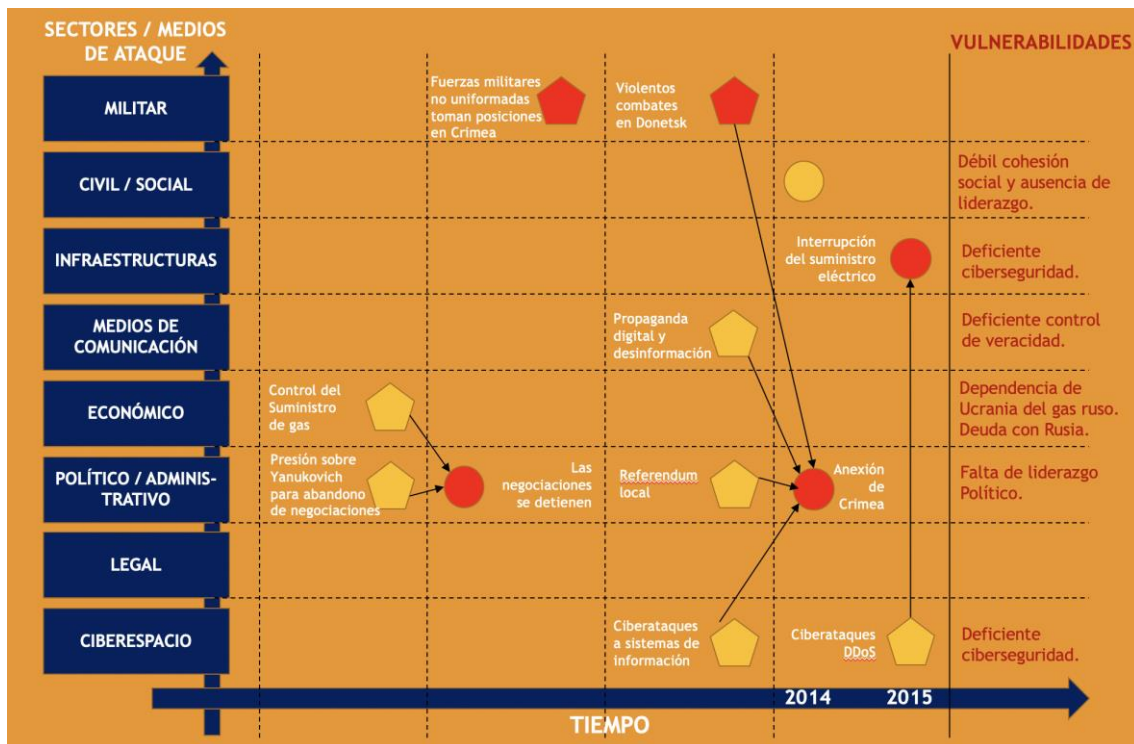 SECTORES / MEDIOS
DE ATAQUE
VULNERABILIDADES
MILITAR
Fuerzas militares
no uniformadas
toman posiciones
en Crimea
Violentos
combates
en Donetsk
CIVIL / SOCIAL
Débil cohesión
social y ausencia de
liderazgo.
INFRAESTRUCTURAS
Interrupción
del suministro
eléctrico
Deficiente
ciberseguridad.
MEDIOS DE
COMUNICACIÓN
Propaganda
digital y
desinformación
Deficiente control
de veracidad.
ECONÓMICO
Control del
Suministro
de gas
Dependencia de
Ucrania del gas ruso.
Deuda con Rusia.
POLÍTICO / ADMINIS-
TRATIVO
Presión sobre
Yanukovich
para abandono
de negociaciones
Las
negociaciones
se detienen
Referendum
local
Anexión
de
Crimea
Falta de liderazgo
Político.
LEGAL
CIBERESPACIO
Ciberataques
a sistemas de
información
Ciberataques
DDoS
Deficiente
ciberseguridad.
2014
2015
TIEMPO